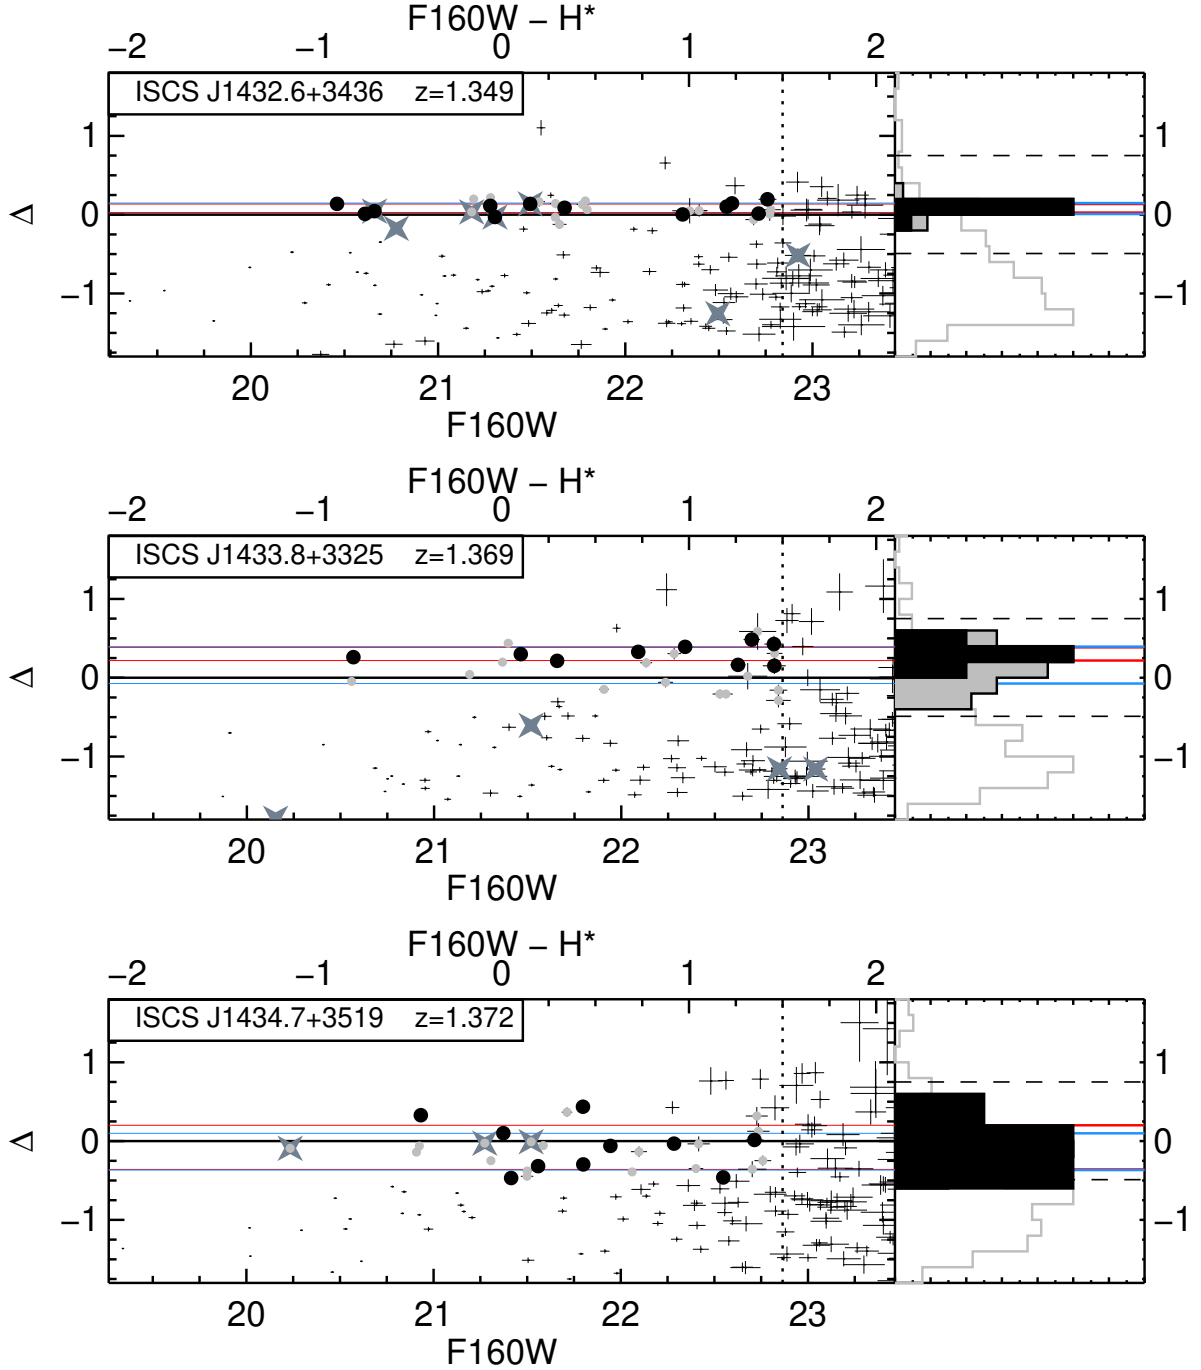 F160W − H*
−2 −1 0 1 2
ISCS J1432.6+3436 z=1.349
1 1
Δ 0 0
−1 −1
20 21 22 23
F160W
F160W − H*
−2 −1 0 1 2
ISCS J1433.8+3325 z=1.369
1 1
Δ 0 0
−1 −1
20 21 22 23
F160W
F160W − H*
−2 −1 0 1 2
ISCS J1434.7+3519 z=1.372
1 1
Δ 0 0
−1 −1
20 21 22 23
F160W